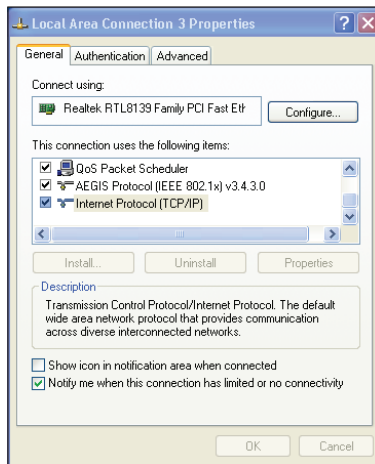 Local Area Connection 3 Properties
General Authentication Advanced
Connect using:
Realtek RTL8139 Family PCI Fast Eth
Configure...
This connection uses the following items:
QoS Packet Scheduler
AEGIS Protocol (IEEE 802.1x) v3.4.3.0
Internet Protocol (TCP/IP)
Install... Uninstall Properties
Description
Transmission Control Protocol/Internet Protocol. The default
wide area network protocol that provides communication
across diverse interconnected networks.
Show icon in notification area when connected
Notify me when this connection has limited or no connectivity
OK Cancel